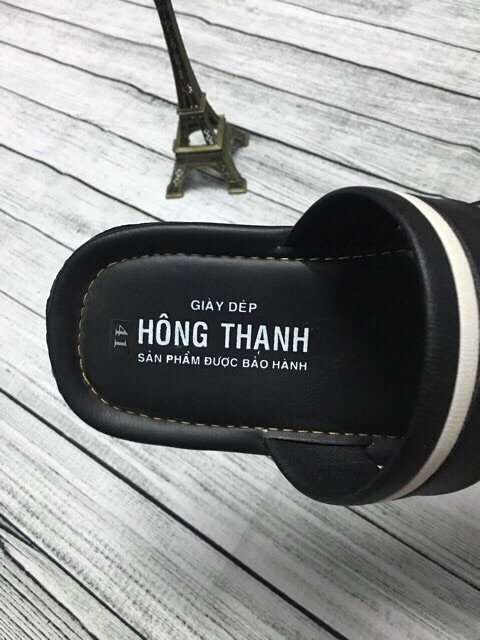 GIÀY DÉP
HỒNG THẠNH
SẢN PHẨM ĐƯỢC BẢO HÀNH
41